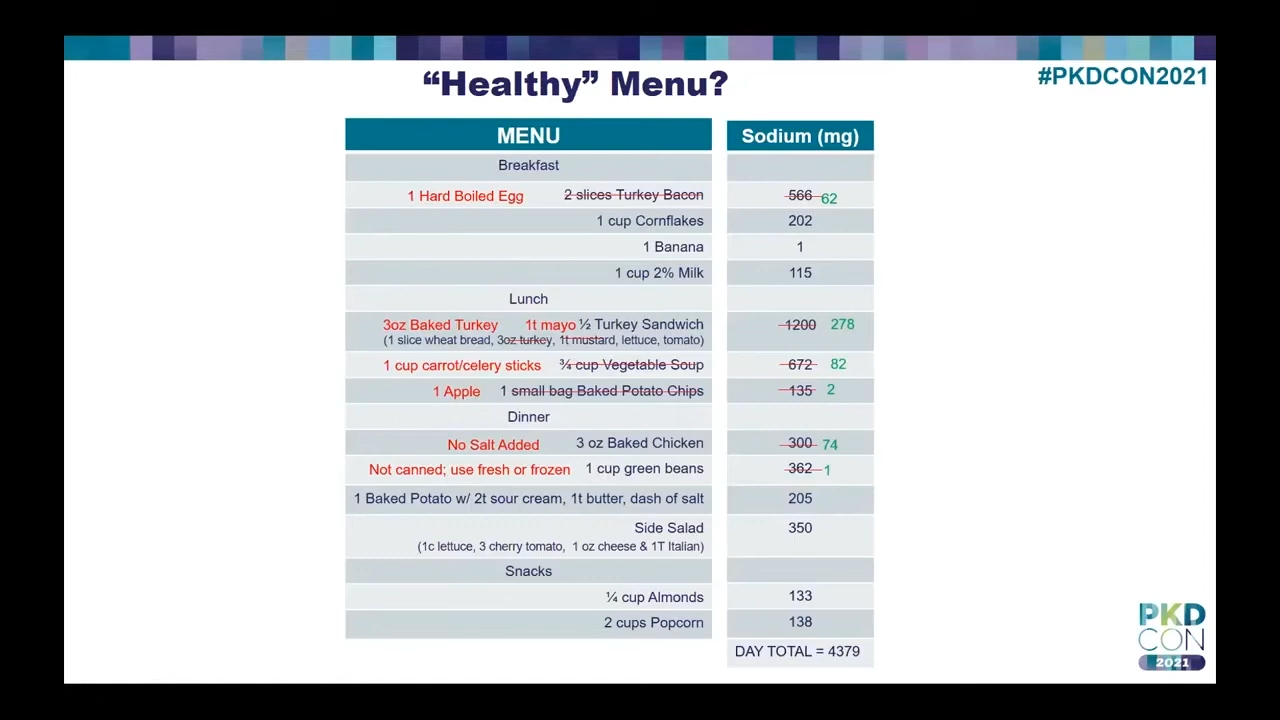 “Healthy” Menu?
#PKDCON2021
MENU Sodium (mg)
Breakfast
1 Hard Boiled Egg 2 slices Turkey Bacon 566 62
1 cup Cornflakes 202
1 Banana 1
1 cup 2% Milk 115
Lunch
3oz Baked Turkey 1t mayo ½ Turkey Sandwich 1200 278
(1 slice wheat bread, 3oz turkey, 1t mustard, lettuce, tomato)
1 cup carrot/celery sticks ¾ cup Vegetable Soup 672 82
1 Apple 1 small bag Baked Potato Chips 135 2
Dinner
No Salt Added 3 oz Baked Chicken 300 74
Not canned; use fresh or frozen 1 cup green beans 362 1
1 Baked Potato w/ 2t sour cream, 1t butter, dash of salt 205
Side Salad 350
(1c lettuce, 3 cherry tomato, 1 oz cheese & 1T Italian)
Snacks
¼ cup Almonds 133
2 cups Popcorn 138
DAY TOTAL = 4379
PKD
CON
2021